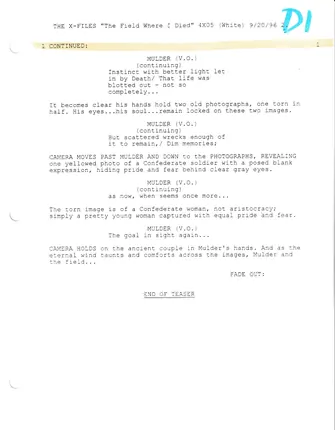 THE X-FILES "The Field Where I Died" 4X05 (White) 9/20/96
D1
1 CONTINUED: 1
MULDER (V.O.)
(continuing)
Instinct with better light let
in by Death/ That life was
blotted out - not so
completely...
It becomes clear his hands hold two old photographs, one torn in
half. His eyes...his soul...remain locked on these two images.
MULDER (V.O.)
(continuing)
But scattered wrecks enough of
it to remain,/ Dim memories;
CAMERA MOVES PAST MULDER AND DOWN to the PHOTOGRAPHS, REVEALING
one yellowed photo of a Confederate soldier with a posed blank
expression, hiding pride and fear behind clear gray eyes.
MULDER (V.O.)
(continuing)
as now, when seems once more...
The torn image is of a Confederate woman, not aristocracy;
simply a pretty young woman captured with equal pride and fear.
MULDER (V.O.)
The goal in sight again...
CAMERA HOLDS on the ancient couple in Mulder's hands. And as the
eternal wind taunts and comforts across the images, Mulder and
the field...
FADE OUT:
END OF TEASER